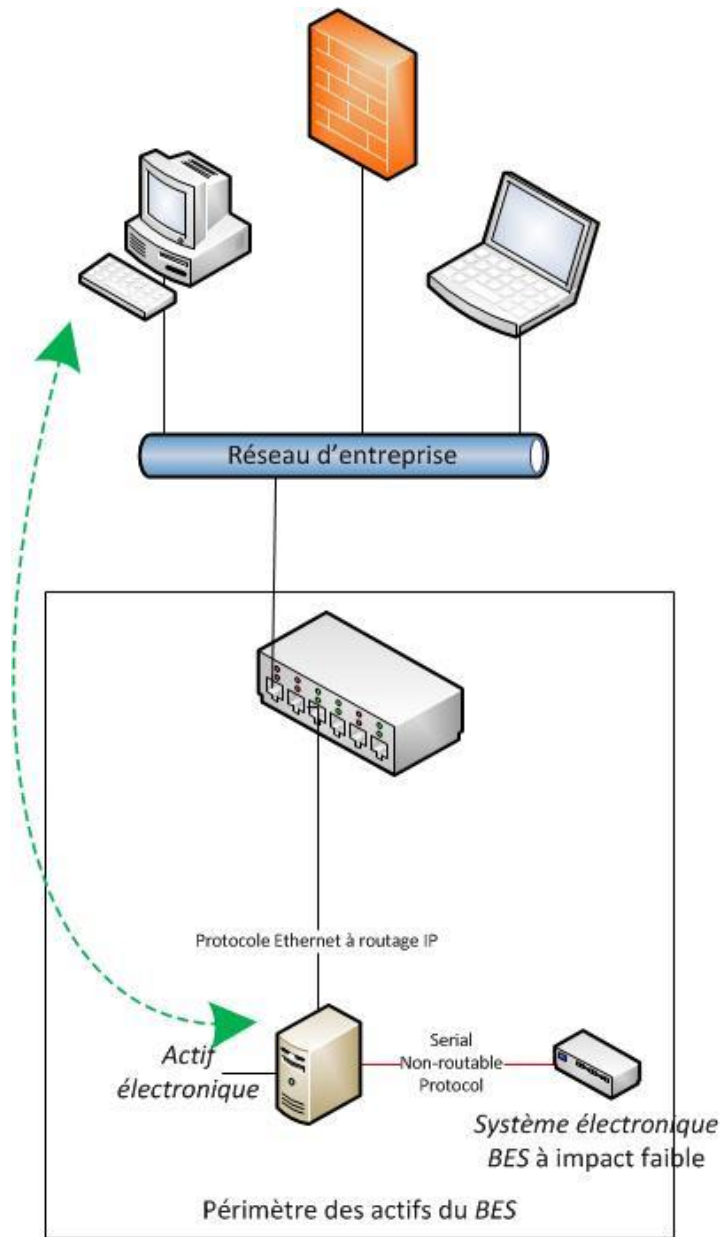 Réseau d'entreprise
Protocole Ethernet à routage IP
Actif
électronique
Serial
Non-routable
Protocol
Système électronique
BES à impact faible
Périmètre des actifs du BES